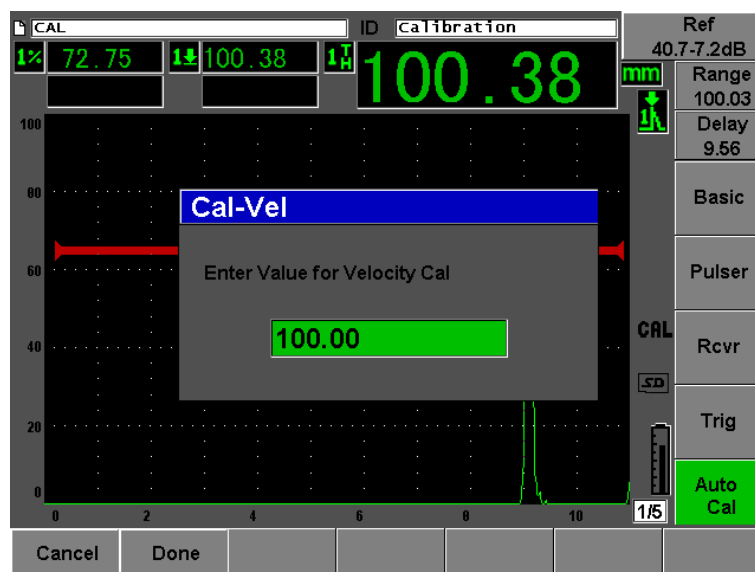 CAL
ID Calibration
Ref
40.7-7.2dB
1% 72.75
1 100.38
1TH 100.38
mm
Range
100.03
Delay
9.56
Basic
Pulser
Rcvr
Trig
Auto
Cal
100
80
60
40
20
0
Cal-Vel
Enter Value for Velocity Cal
100.00
1
CAL
SD
1/5
0 2 4 6 8 10
Cancel Done